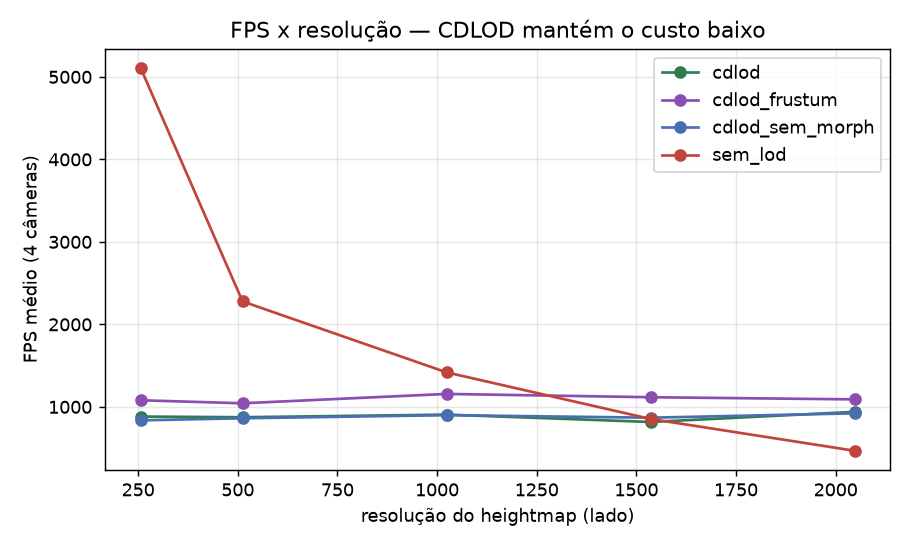 FPS x resolução — CDLOD mantém o custo baixo
cdlod
cdlod_frustum
cdlod_sem_morph
sem_lod
FPS médio (4 câmeras)
5000
4000
3000
2000
1000
250
500
750
1000
1250
1500
1750
2000
resolução do heightmap (lado)